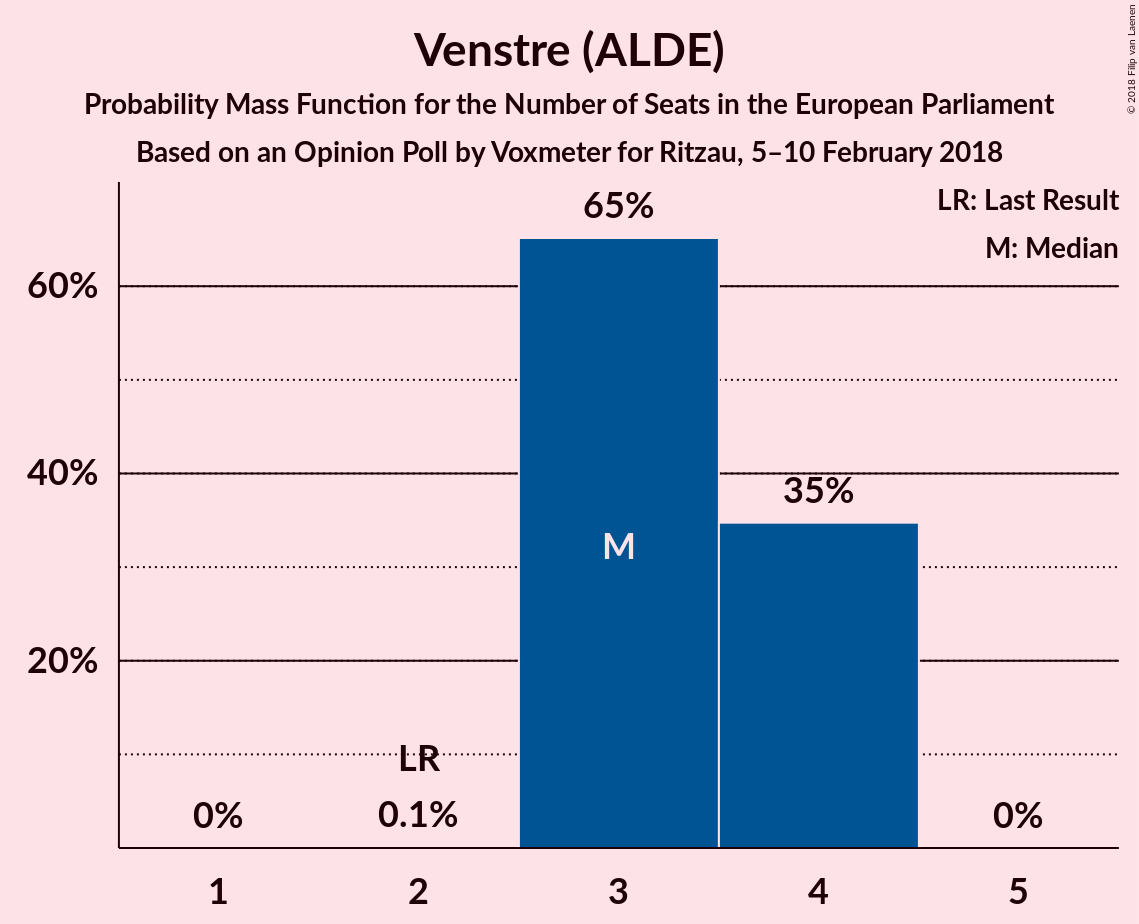 Venstre (ALDE)
Probability Mass Function for the Number of Seats in the European Parliament
Based on an Opinion Poll by Voxmeter for Ritzau, 5–10 February 2018
© 2018 Filip van Laenen
LR: Last Result
M: Median
65%
60%
40%
35%
M
20%
LR
0%
0.1%
0%
1
2
3
4
5